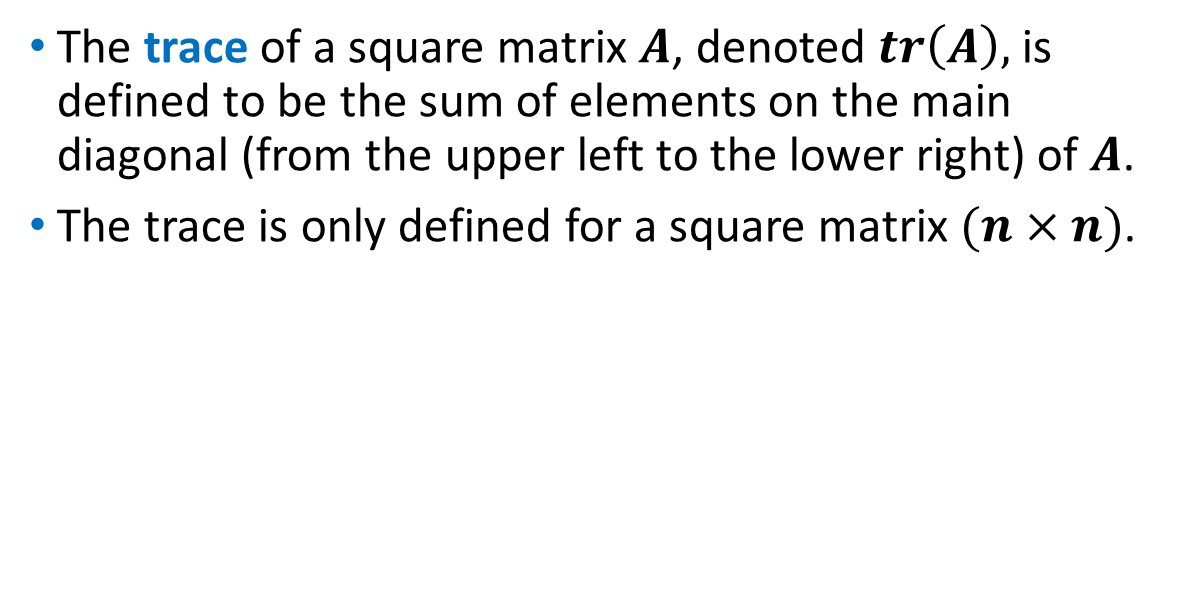 • The trace of a square matrix A, denoted tr(A), is
defined to be the sum of elements on the main
diagonal (from the upper left to the lower right) of A.
• The trace is only defined for a square matrix (n × n).